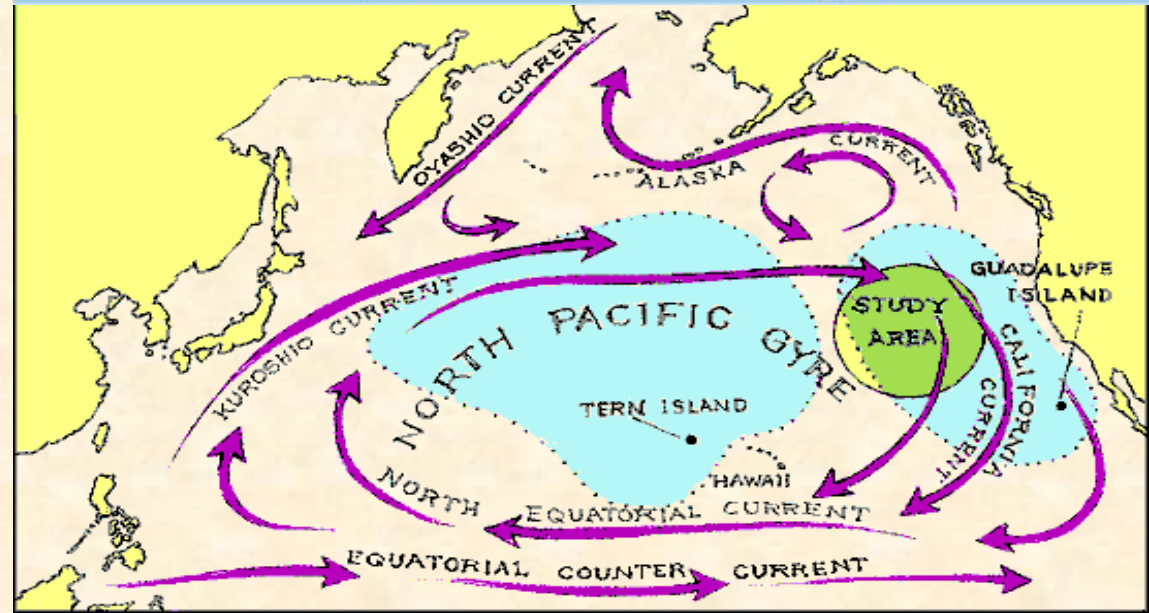 OYASHIO CURRENT
ALASKA CURRENT
KUROSHIO CURRENT
NORTH PACIFIC GYRE
STUDY
AREA
GUADALUPE
ISILAND
CALIFORNIA
CURRENT
TERN ISLAND
HAWAII
NORTH EQUATORIAL CURRENT
EQUATORIAL COUNTER CURRENT